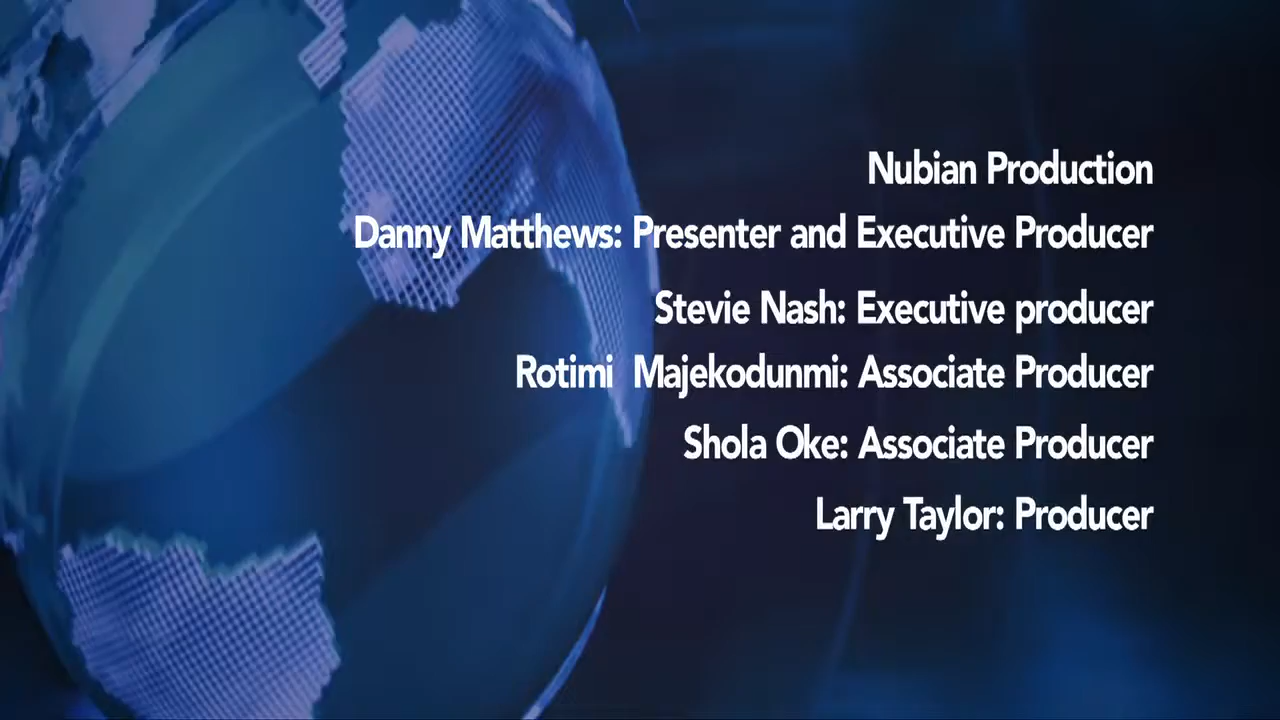 Nubian Production
Danny Matthews: Presenter and Executive Producer
Stevie Nash: Executive producer
Rotimi  Majekodunmi: Associate Producer
Shola Oke: Associate Producer
Larry Taylor: Producer